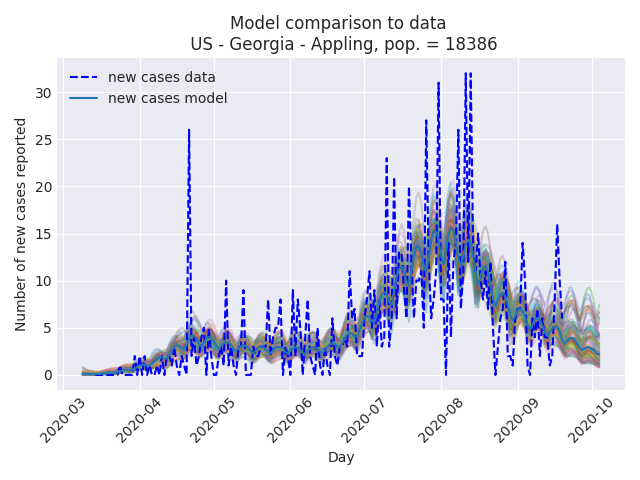 Model comparison to data
US - Georgia - Appling, pop. = 18386
new cases data
new cases model
Number of new cases reported
30
25
20
15
10
5
0
2020-03
2020-04
2020-05
2020-06
2020-07
2020-08
2020-09
2020-10
Day